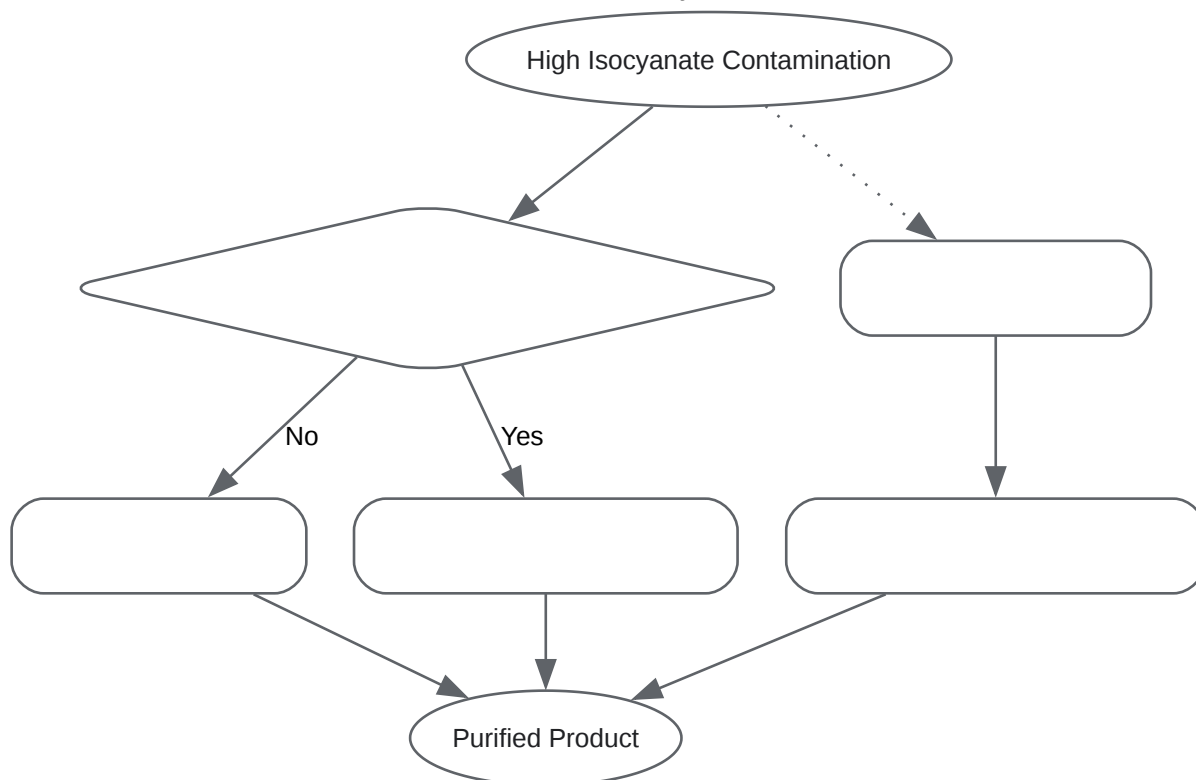 High Isocyanate Contamination
No
Yes
Purified Product